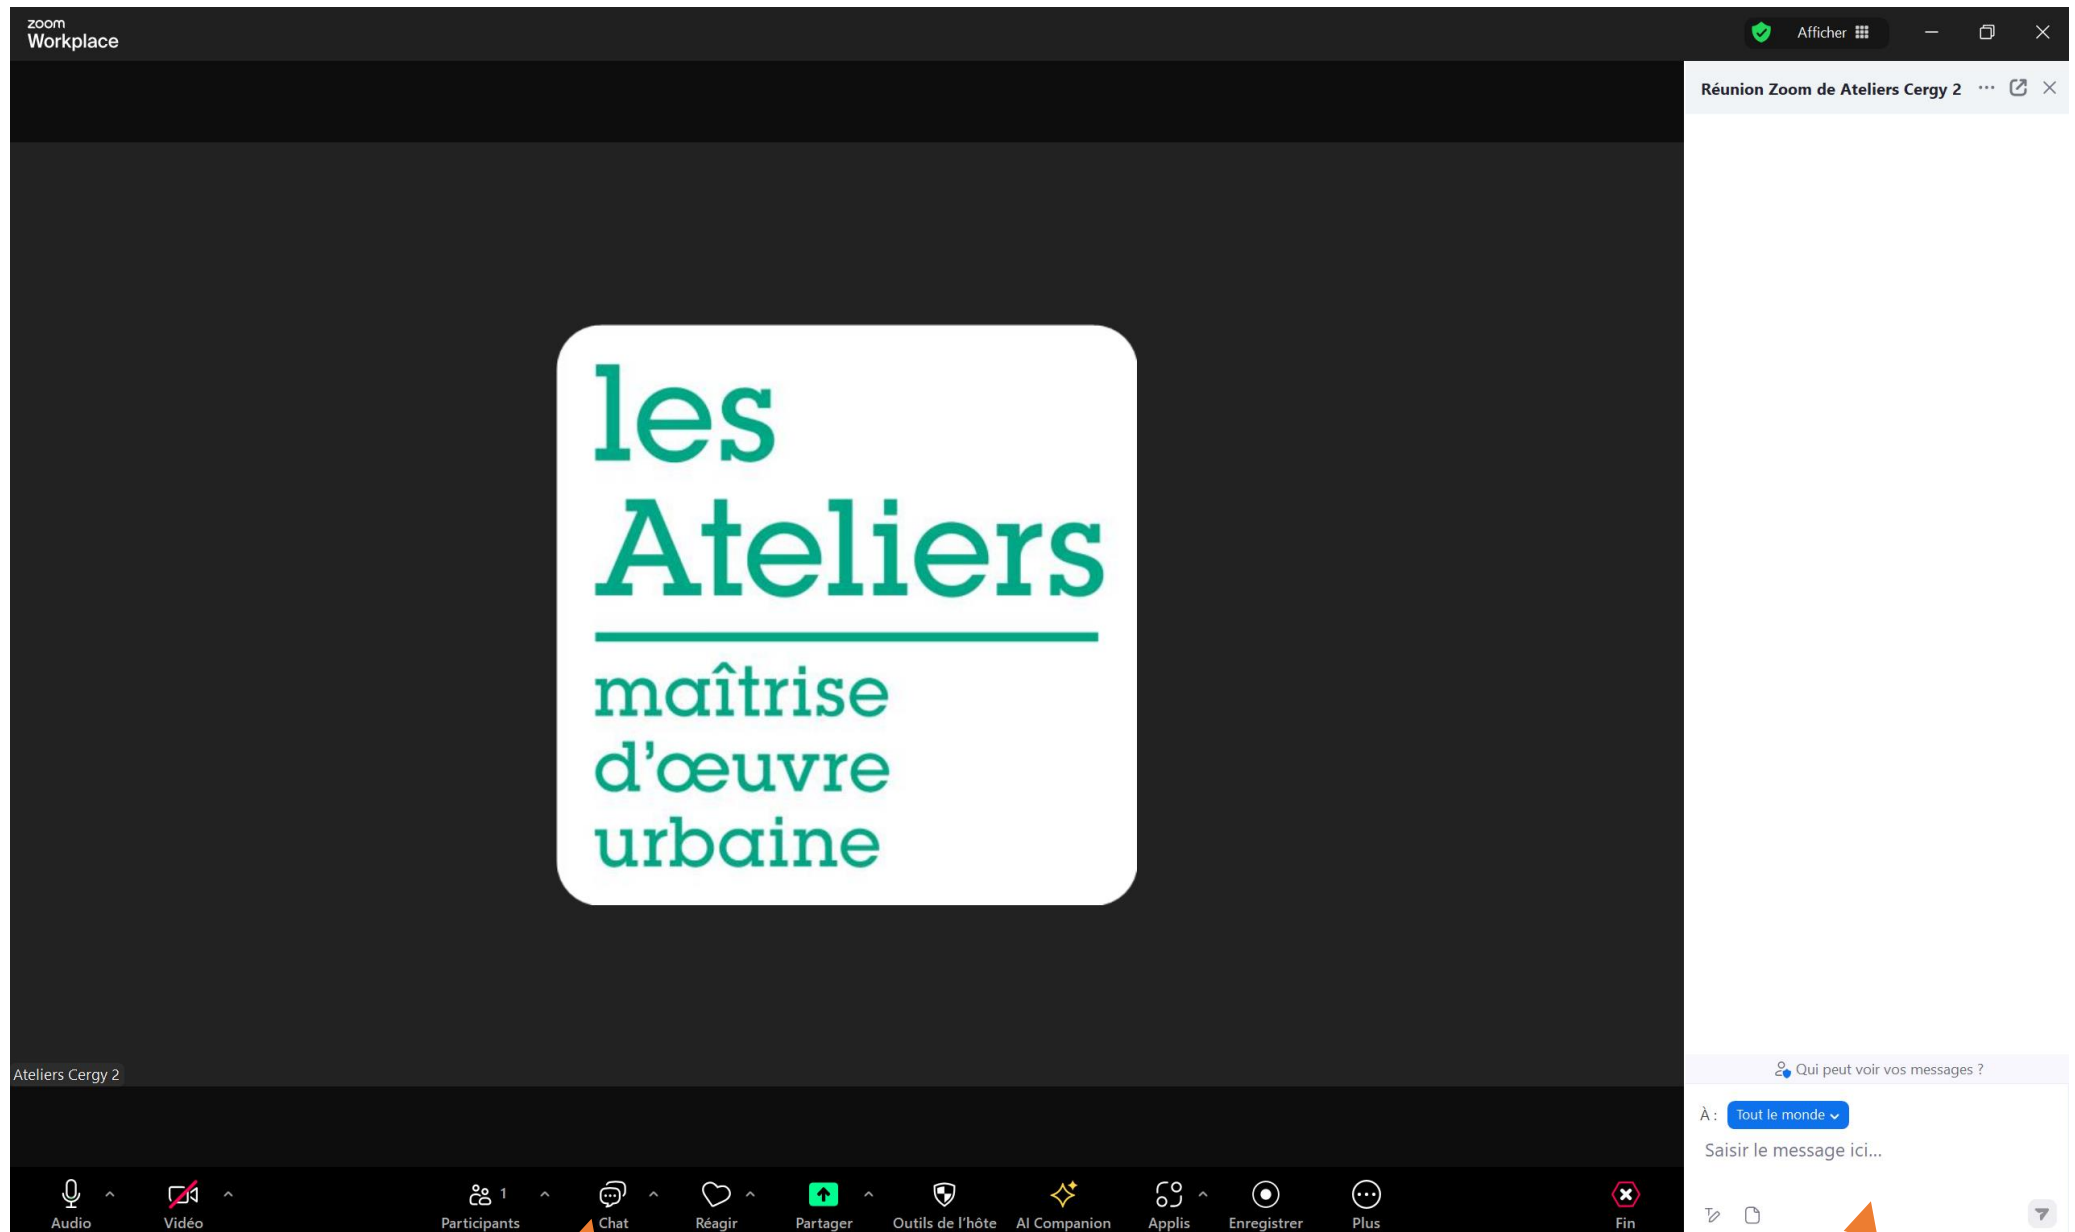 zoom
Workplace
Afficher
Réunion Zoom de Ateliers Cergy 2
les
Ateliers
maîtrise
d'œuvre
urbaine
Ateliers Cergy 2
Qui peut voir vos messages ?
À : Tout le monde
Saisir le message ici...
Audio
Vidéo
Participants 1
Chat
Réagir
Partager
Outils de l'hôte
AI Companion
Applis
Enregistrer
Plus
Fin